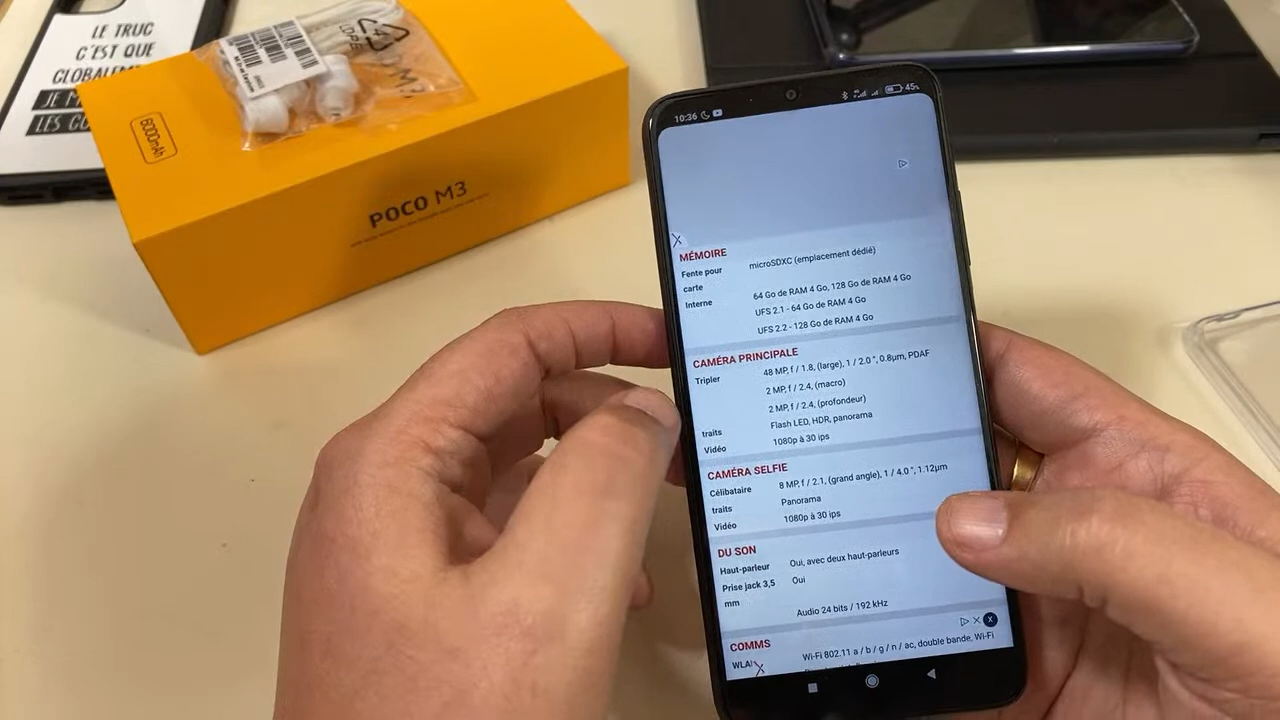 LE TRUC
C'EST QUE
GLOBALEM
JE M
LES GO
6000mAh
LDPE
POCO M3
10:36
45%
MÉMOIRE
Fente pour carte microSDXC (emplacement dédié)
Interne 64 Go de RAM 4 Go, 128 Go de RAM 4 Go
UFS 2.1 - 64 Go de RAM 4 Go
UFS 2.2 - 128 Go de RAM 4 Go
CAMÉRA PRINCIPALE
Tripler 48 MP, f / 1.8, (large), 1 / 2.0 ", 0.8µm, PDAF
2 MP, f / 2.4, (macro)
2 MP, f / 2.4, (profondeur)
traits Flash LED, HDR, panorama
Vidéo 1080p à 30 ips
CAMÉRA SELFIE
Célibataire 8 MP, f / 2.1, (grand angle), 1 / 4.0 ", 1.12µm
traits Panorama
Vidéo 1080p à 30 ips
DU SON
Haut-parleur Oui, avec deux haut-parleurs
Prise jack 3,5 mm Oui
Audio 24 bits / 192 kHz
COMMS
WLA Wi-Fi 802.11 a / b / g / n / ac, double bande, Wi-Fi